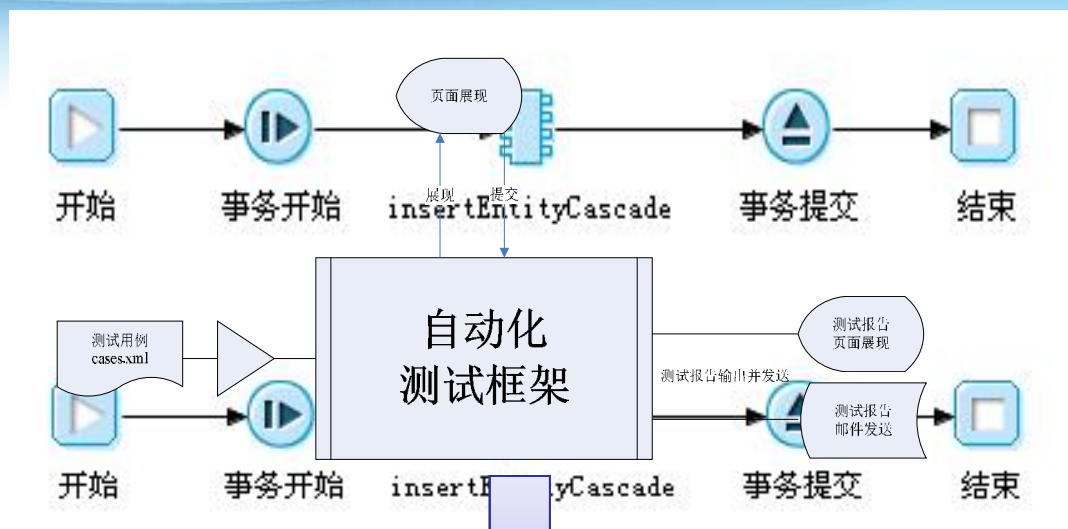 页面展现
展现
提交
开始
事务开始
insertEntityCascade
事务提交
结束
自动化
测试框架
测试用例
cases.xml
测试报告
页面展现
测试报告输出并发送
测试报告
邮件发送
开始
事务开始
insertE yCascade
事务提交
结束